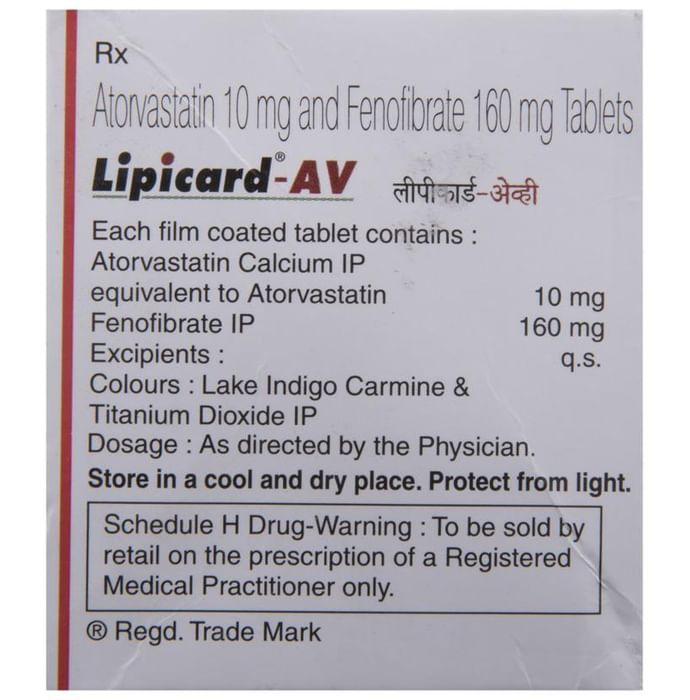 Rx
Atorvastatin 10 mg and Fenofibrate 160 mg Tablets
Lipicard®-AV लीपीकार्ड-अेव्ही
Each film coated tablet contains :
Atorvastatin Calcium IP
equivalent to Atorvastatin 10 mg
Fenofibrate IP 160 mg
Excipients : q.s.
Colours : Lake Indigo Carmine &
Titanium Dioxide IP
Dosage : As directed by the Physician.
Store in a cool and dry place. Protect from light.
Schedule H Drug-Warning : To be sold by
retail on the prescription of a Registered
Medical Practitioner only.
® Regd. Trade Mark